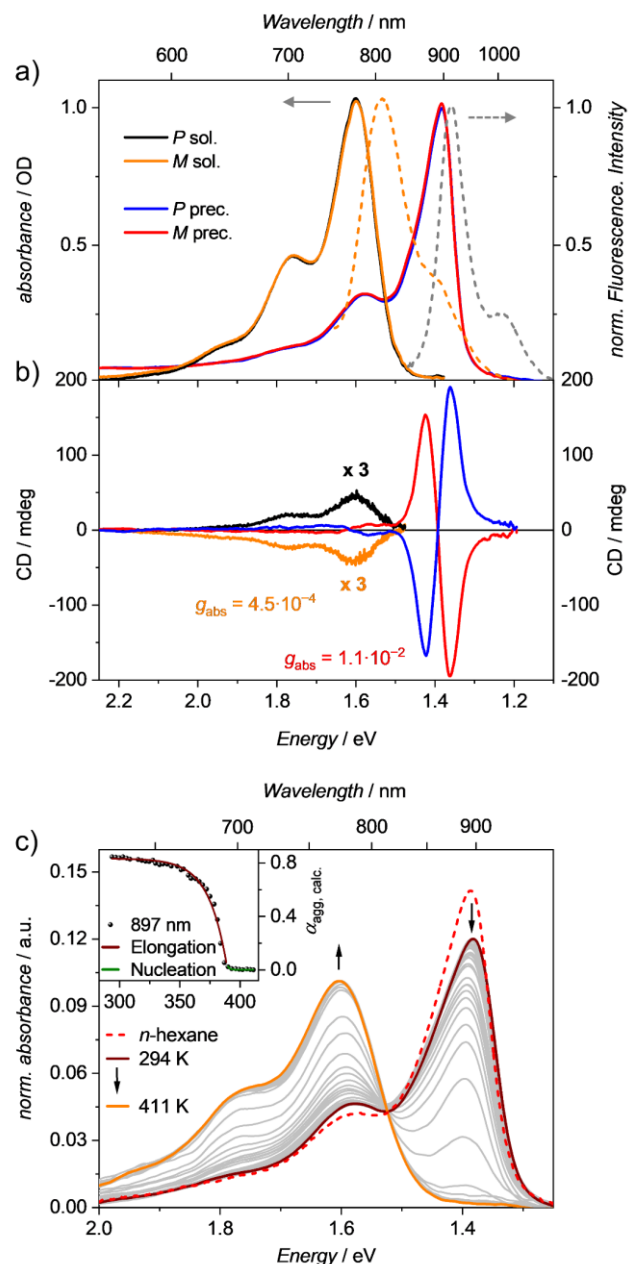 Wavelength / nm
600 700 800 900 1000
a)
1.0
0.5
absorbance / OD
P sol.
M sol.
P prec.
M prec.
1.0
0.5
norm. Fluorescence. Intensity
b)
200
100
0
-100
-200
CD / mdeg
x 3
x 3
gabs = 4.5·10–4
gabs = 1.1·10–2
200
100
0
-100
-200
CD / mdeg
2.2 2.0 1.8 1.6 1.4 1.2
Energy / eV
Wavelength / nm
700 800 900
c)
0.15
0.12
0.09
0.06
0.03
0.00
norm. absorbance / a.u.
897 nm
Elongation
Nucleation
0.8
0.4
0.0
αagg, calc.
300 350 400
n-hexane
294 K
411 K
2.0 1.8 1.6 1.4
Energy / eV